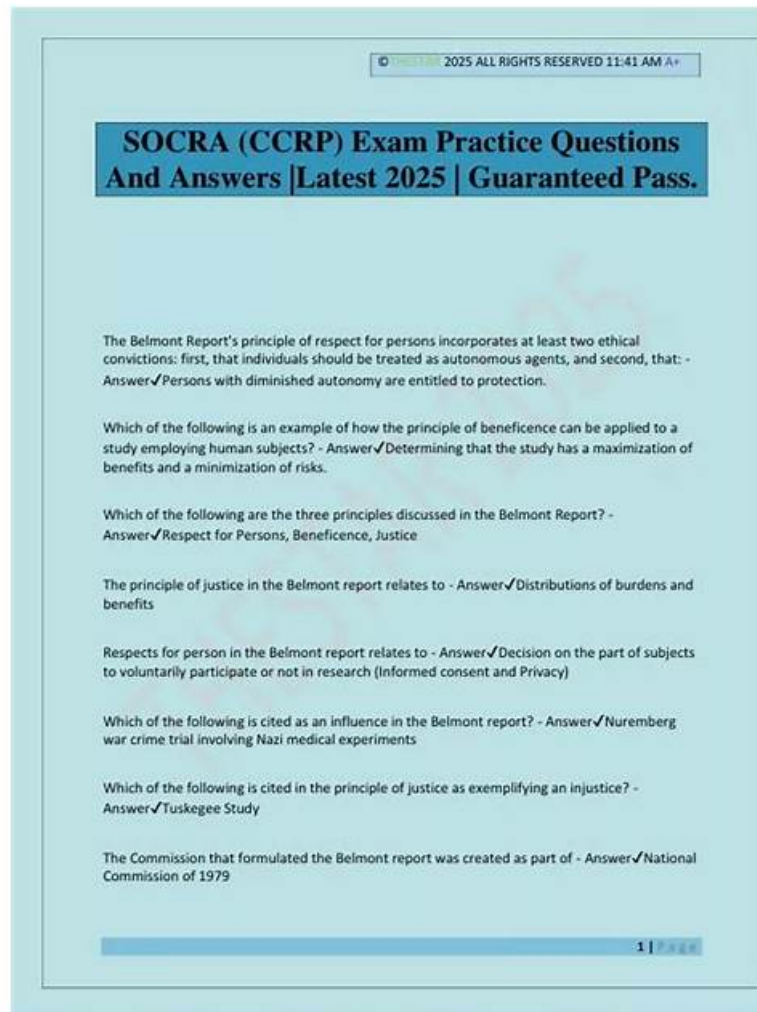 © THESTAR 2025 ALL RIGHTS RESERVED 11:41 AM A+
SOCRA (CCRP) Exam Practice Questions
And Answers |Latest 2025 | Guaranteed Pass.
The Belmont Report's principle of respect for persons incorporates at least two ethical
convictions: first, that individuals should be treated as autonomous agents, and second, that: -
Answer✓Persons with diminished autonomy are entitled to protection.
Which of the following is an example of how the principle of beneficence can be applied to a
study employing human subjects? - Answer✓Determining that the study has a maximization of
benefits and a minimization of risks.
Which of the following are the three principles discussed in the Belmont Report? -
Answer✓Respect for Persons, Beneficence, Justice
The principle of justice in the Belmont report relates to - Answer✓Distributions of burdens and
benefits
Respects for person in the Belmont report relates to - Answer✓Decision on the part of subjects
to voluntarily participate or not in research (Informed consent and Privacy)
Which of the following is cited as an influence in the Belmont report? - Answer✓Nuremberg
war crime trial involving Nazi medical experiments
Which of the following is cited in the principle of justice as exemplifying an injustice? -
Answer✓Tuskegee Study
The Commission that formulated the Belmont report was created as part of - Answer✓National
Commission of 1979
THESTAR 2025
1 | Page